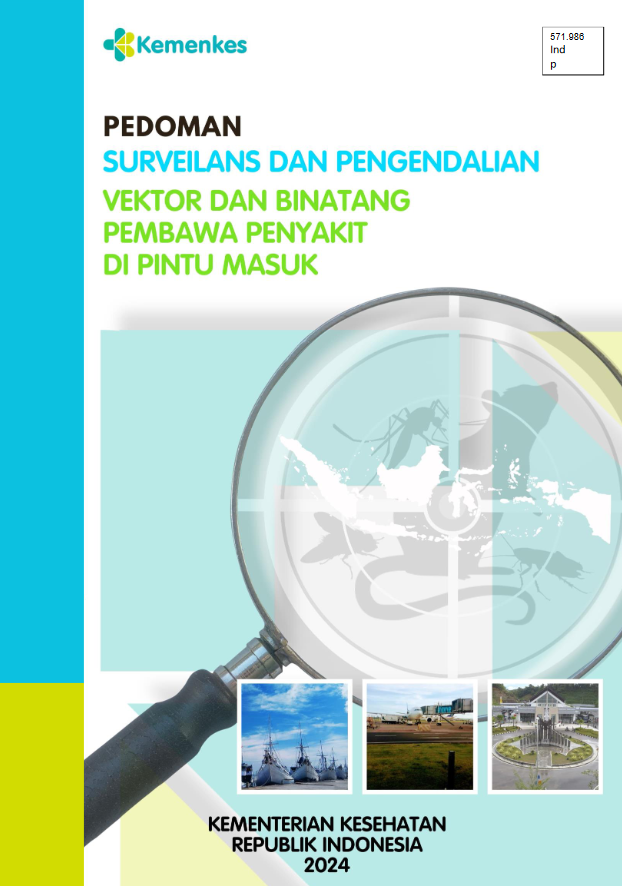 Kemenkes
571.986
Ind
p
PEDOMAN
SURVEILANS DAN PENGENDALIAN
VEKTOR DAN BINATANG
PEMBAWA PENYAKIT
DI PINTU MASUK
KEMENTERIAN KESEHATAN
REPUBLIK INDONESIA
2024